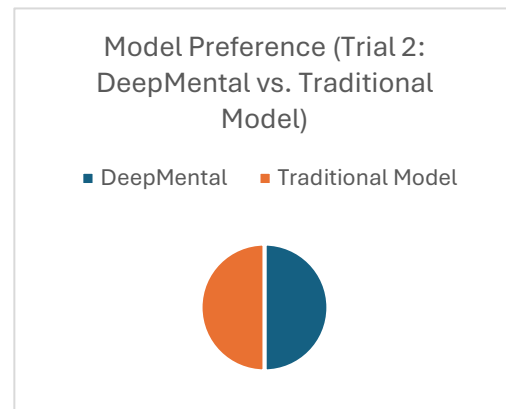 Model Preference (Trial 2:
DeepMental vs. Traditional
Model)
DeepMental Traditional Model